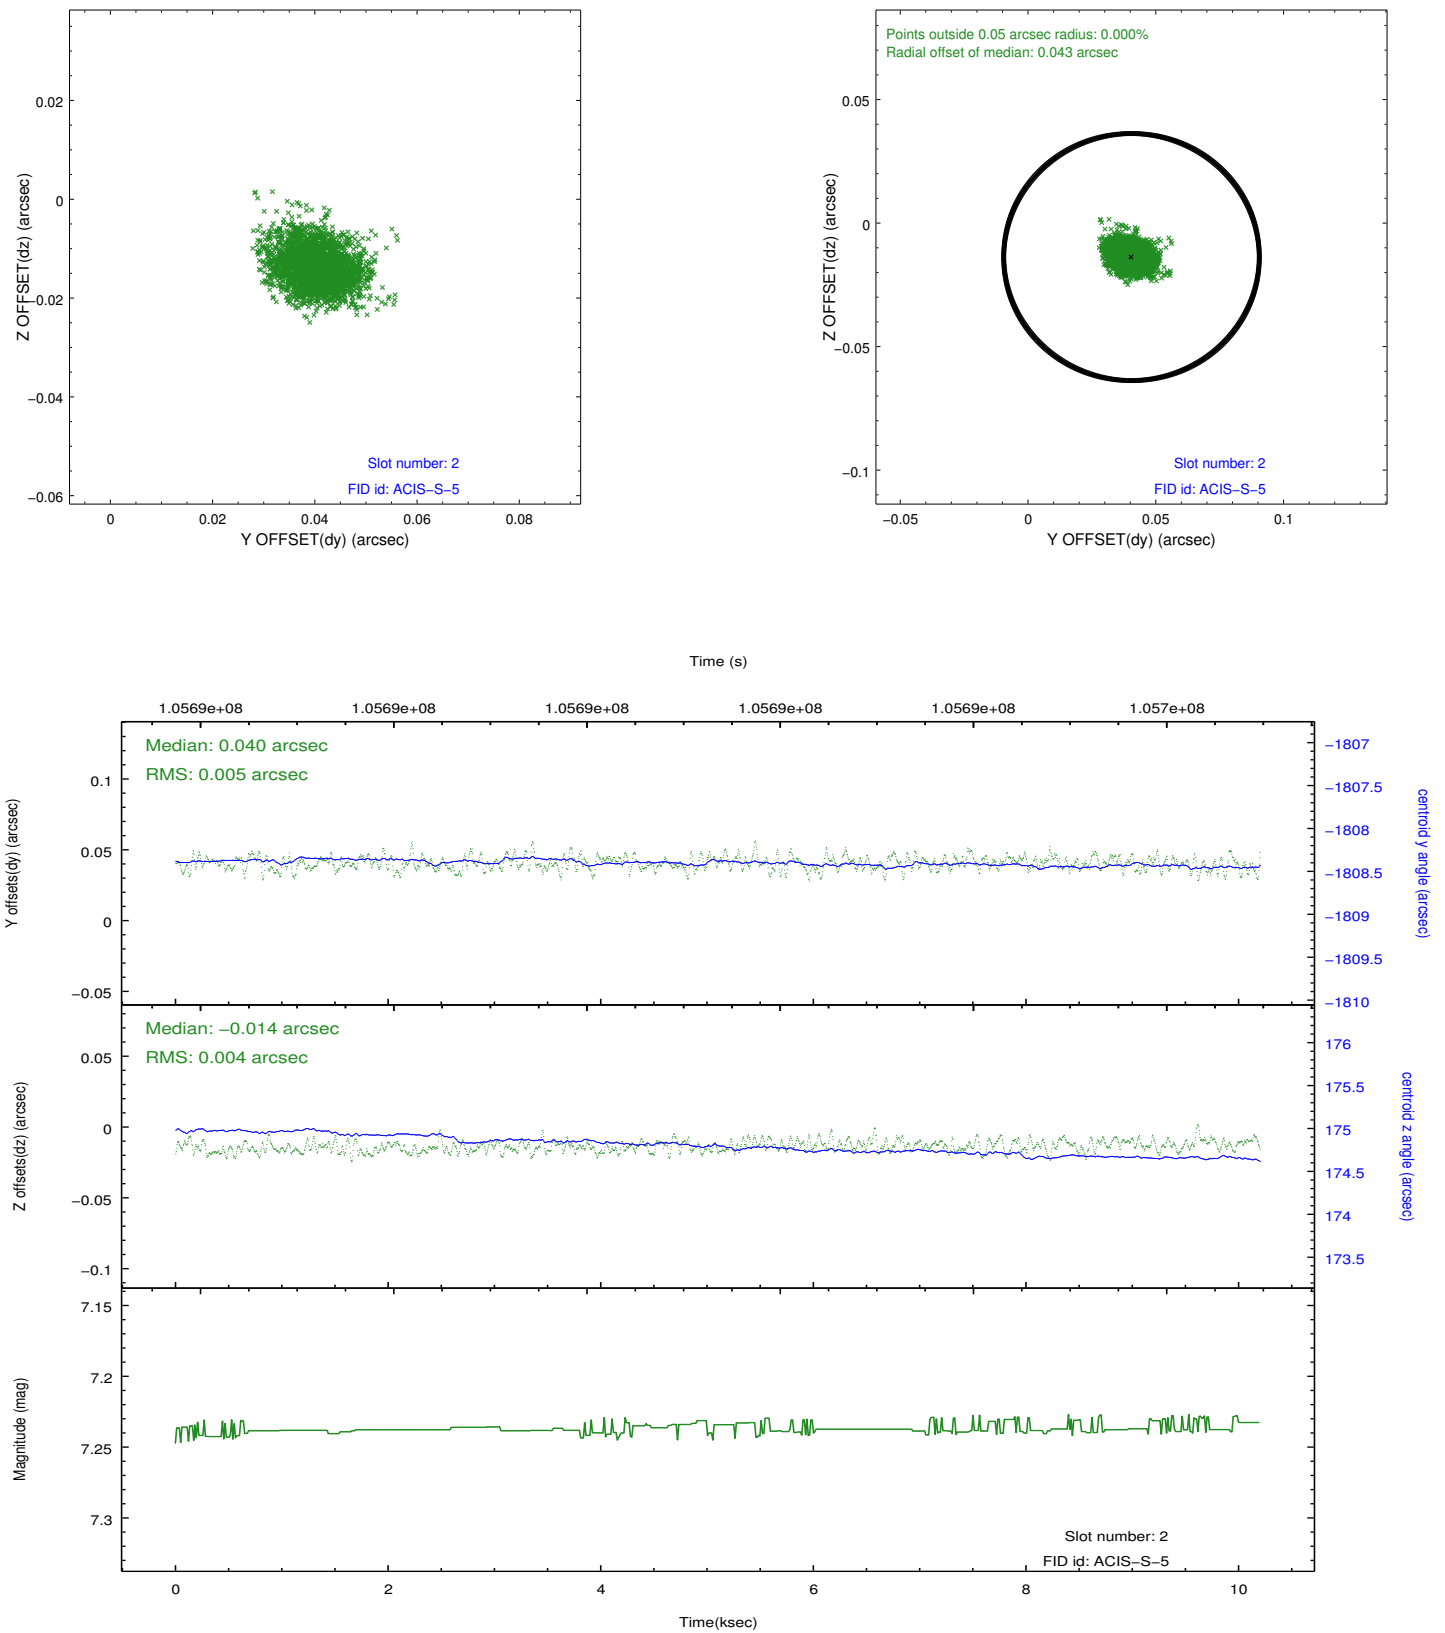 0.02
0
−0.02
−0.04
−0.06
Z OFFSET(dz) (arcsec)
Slot number: 2
FID id: ACIS−S−5
0 0.02 0.04 0.06 0.08
Y OFFSET(dy) (arcsec)
Points outside 0.05 arcsec radius: 0.000%
Radial offset of median: 0.043 arcsec
0.05
0
−0.05
−0.1
Z OFFSET(dz) (arcsec)
Slot number: 2
FID id: ACIS−S−5
−0.05 0 0.05 0.1
Y OFFSET(dy) (arcsec)
Time (s)
1.0569e+08 1.0569e+08 1.0569e+08 1.0569e+08 1.0569e+08 1.057e+08
Median: 0.040 arcsec
RMS: 0.005 arcsec
0.1
0.05
0
−0.05
Y offsets(dy) (arcsec)
−1807
−1807.5
−1808
−1808.5
−1809
−1809.5
−1810
centroid y angle (arcsec)
Median: −0.014 arcsec
RMS: 0.004 arcsec
0.05
0
−0.05
−0.1
Z offsets(dz) (arcsec)
176
175.5
175
174.5
174
173.5
centroid z angle (arcsec)
7.15
7.2
7.25
7.3
Magnitude (mag)
Slot number: 2
FID id: ACIS−S−5
0 2 4 6 8 10
Time(ksec)